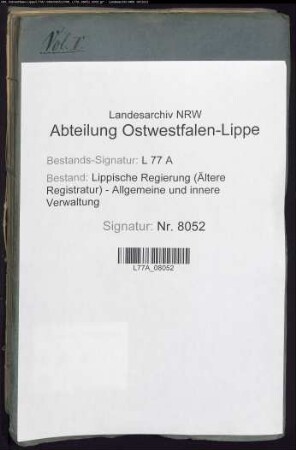 Vol. V
Landesarchiv NRW
Abteilung Ostwestfalen-Lippe
Bestands-Signatur: L 77 A
Bestand: Lippische Regierung (Ältere
Registratur) - Allgemeine und innere
Verwaltung
Signatur: Nr. 8052
L77A_08052